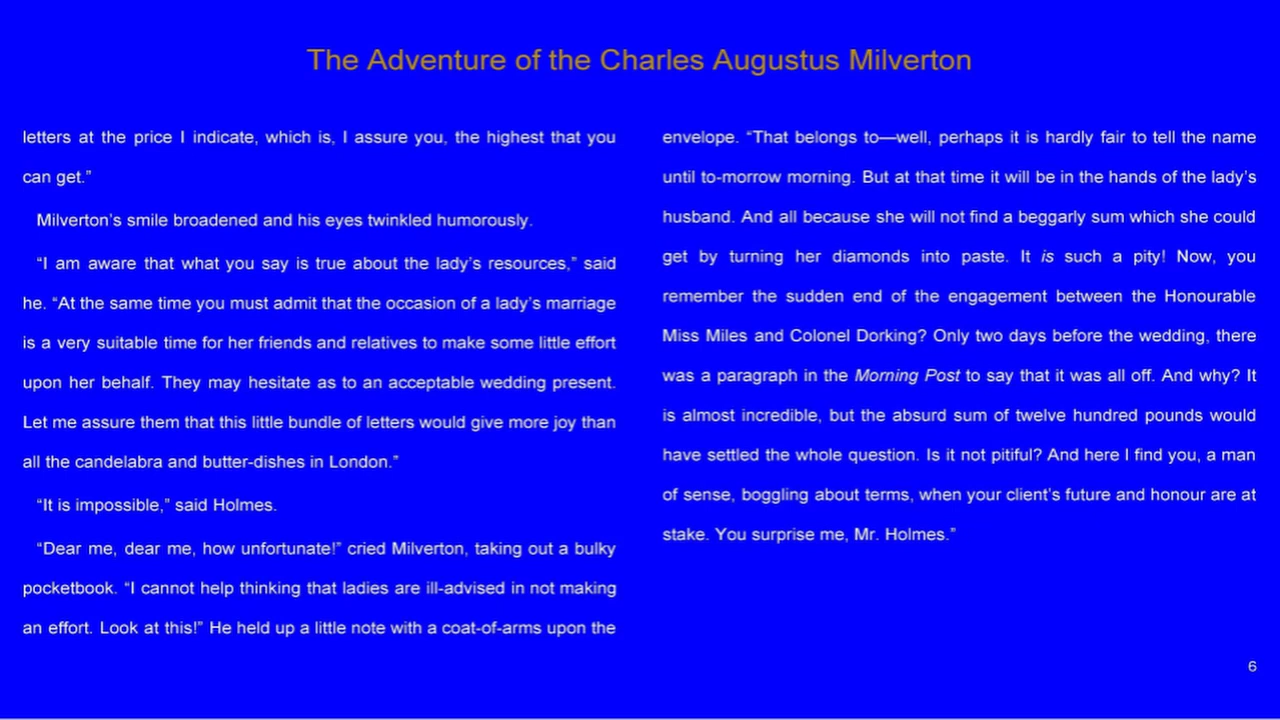 The Adventure of the Charles Augustus Milverton
letters at the price I indicate, which is, I assure you, the highest that you
can get.”
Milverton’s smile broadened and his eyes twinkled humorously.
“I am aware that what you say is true about the lady’s resources,” said
he. “At the same time you must admit that the occasion of a lady’s marriage
is a very suitable time for her friends and relatives to make some little effort
upon her behalf. They may hesitate as to an acceptable wedding present.
Let me assure them that this little bundle of letters would give more joy than
all the candelabra and butter-dishes in London.”
“It is impossible,” said Holmes.
“Dear me, dear me, how unfortunate!” cried Milverton, taking out a bulky
pocketbook. “I cannot help thinking that ladies are ill-advised in not making
an effort. Look at this!” He held up a little note with a coat-of-arms upon the
envelope. “That belongs to—well, perhaps it is hardly fair to tell the name
until to-morrow morning. But at that time it will be in the hands of the lady’s
husband. And all because she will not find a beggarly sum which she could
get by turning her diamonds into paste. It is such a pity! Now, you
remember the sudden end of the engagement between the Honourable
Miss Miles and Colonel Dorking? Only two days before the wedding, there
was a paragraph in the Morning Post to say that it was all off. And why? It
is almost incredible, but the absurd sum of twelve hundred pounds would
have settled the whole question. Is it not pitiful? And here I find you, a man
of sense, boggling about terms, when your client’s future and honour are at
stake. You surprise me, Mr. Holmes.”
6